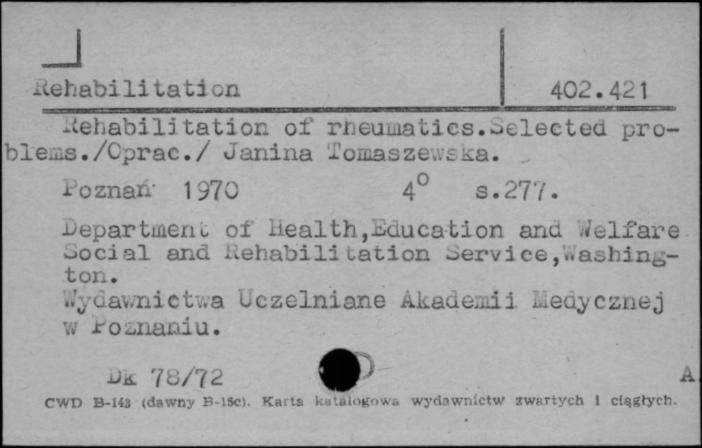 Rehabilitation 402.421
Rehabilitation of rheumatics.Selected pro-
blems./Oprac./ Janina Tomaszewska.
Poznań 1970 4° s.277.
Department of Health,Education and Welfare
Social and Rehabilitation Service,Washing-
ton.
Wydawnictwa Uczelniane Akademii Medycznej
w Poznaniu.
Dk 78/72 A
CWD B-143 (dawny B-15c). Karta katalogowa wydawnictw zwartych i ciągłych.